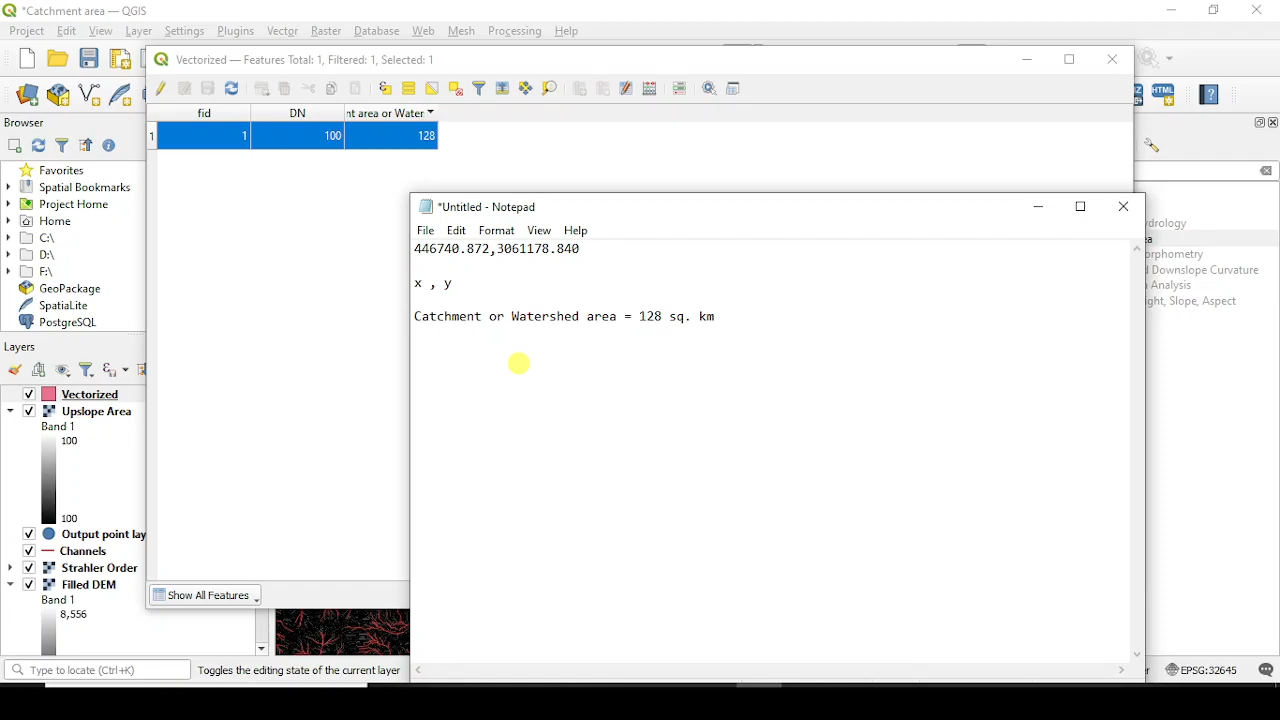 *Catchment area — QGIS
Project Edit View Layer Settings Plugins Vector Raster Database Web Mesh Processing Help
Vectorized — Features Total: 1, Filtered: 1, Selected: 1
HTML
Browser
fid DN nt area or Water
1 1 100 128
Favorites
Spatial Bookmarks
Project Home
Home
C:\
D:\
F:\
GeoPackage
SpatiaLite
PostgreSQL
*Untitled - Notepad
File Edit Format View Help
446740.872,3061178.840
x , y
Catchment or Watershed area = 128 sq. km
drology
ea
orphometry
d Downslope Curvature
n Analysis
ght, Slope, Aspect
Layers
Vectorized
Upslope Area
Band 1
100
100
Output point lay
Channels
Strahler Order
Filled DEM
Band 1
8,556
Show All Features
Type to locate (Ctrl+K) Toggles the editing state of the current layer EPSG:32645